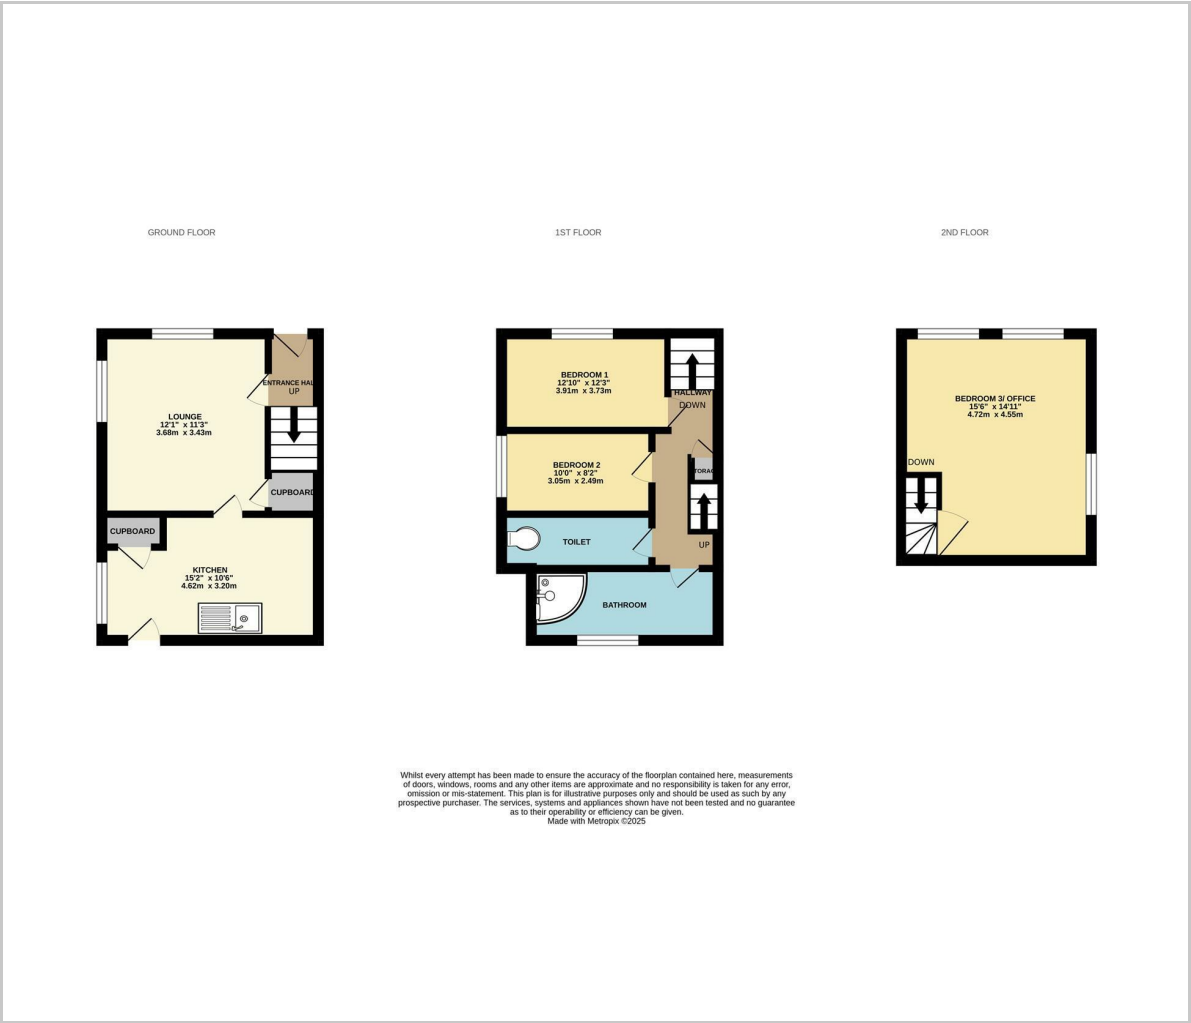 GROUND FLOOR
1ST FLOOR
2ND FLOOR
ENTRANCE HAL
UP
LOUNGE
12'1" x 11'3"
3.68m x 3.43m
CUPBOARD
CUPBOARD
KITCHEN
15'2" x 10'6"
4.62m x 3.20m
BEDROOM 1
12'10" x 12'3"
3.91m x 3.73m
HALLWAY
DOWN
BEDROOM 2
10'0" x 8'2"
3.05m x 2.49m
TORAG
TOILET
UP
BATHROOM
BEDROOM 3/ OFFICE
15'6" x 14'11"
4.72m x 4.55m
DOWN
Whilst every attempt has been made to ensure the accuracy of the floorplan contained here, measurements
of doors, windows, rooms and any other items are approximate and no responsibility is taken for any error,
omission or mis-statement. This plan is for illustrative purposes only and should be used as such by any
prospective purchaser. The services, systems and appliances shown have not been tested and no guarantee
as to their operability or efficiency can be given.
Made with Metropix ©2025